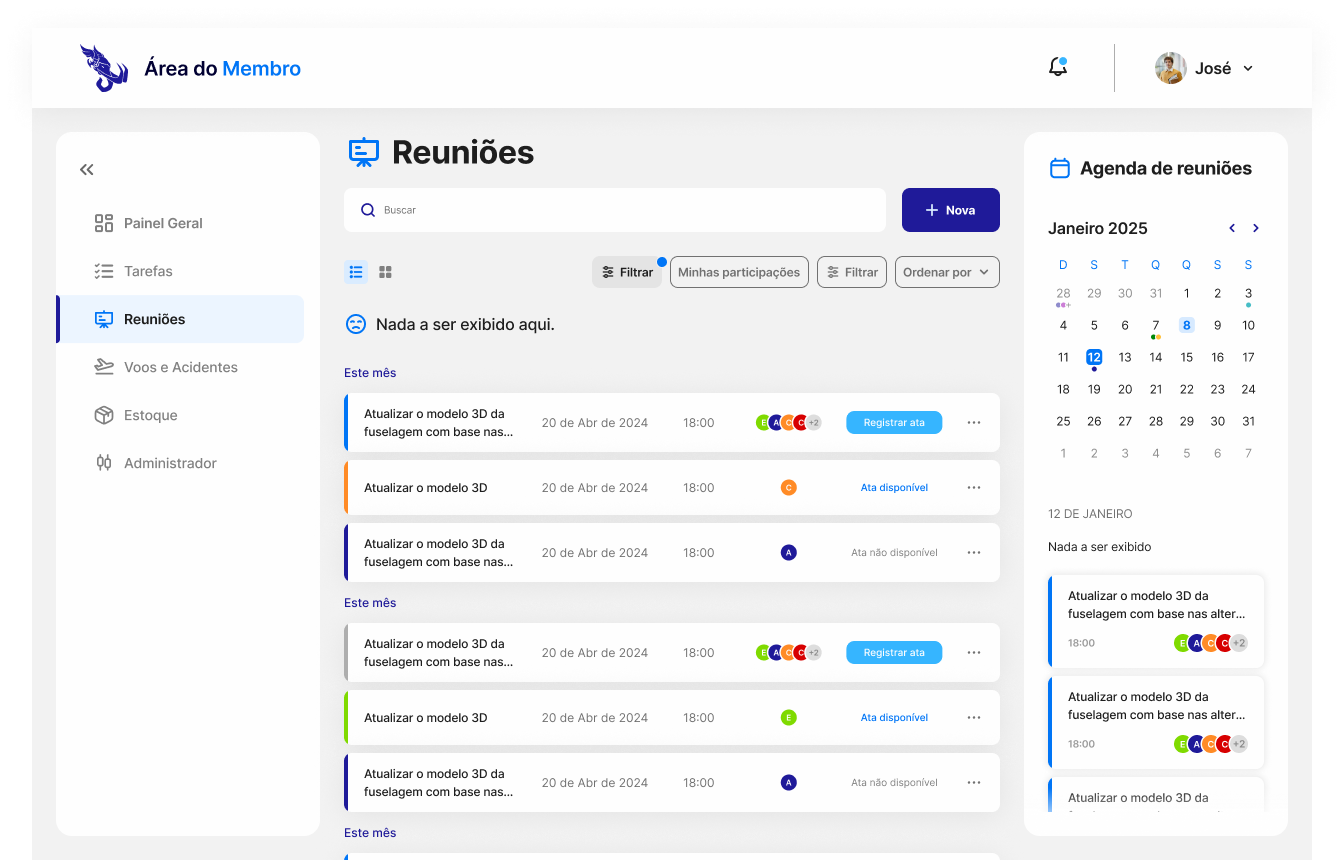 Área do Membro
José
Painel Geral
Tarefas
Reuniões
Voos e Acidentes
Estoque
Administrador
Reuniões
Buscar
Nova
Filtrar
Minhas participações
Filtrar
Ordenar por
Nada a ser exibido aqui.
Este mês
Atualizar o modelo 3D da
fuselagem com base nas...
20 de Abr de 2024
18:00
E A C C +2
Registrar ata
Atualizar o modelo 3D
20 de Abr de 2024
18:00
C
Ata disponível
Atualizar o modelo 3D da
fuselagem com base nas...
20 de Abr de 2024
18:00
A
Ata não disponível
Este mês
Atualizar o modelo 3D da
fuselagem com base nas...
20 de Abr de 2024
18:00
E A C C +2
Registrar ata
Atualizar o modelo 3D
20 de Abr de 2024
18:00
E
Ata disponível
Atualizar o modelo 3D da
fuselagem com base nas...
20 de Abr de 2024
18:00
A
Ata não disponível
Este mês
Agenda de reuniões
Janeiro 2025
D S T Q Q S S
28 29 30 31 1 2 3
4 5 6 7 8 9 10
11 12 13 14 15 16 17
18 19 20 21 22 23 24
25 26 27 28 29 30 31
1 2 3 4 5 6 7
12 DE JANEIRO
Nada a ser exibido
Atualizar o modelo 3D da
fuselagem com base nas alter...
18:00
E A C C +2
Atualizar o modelo 3D da
fuselagem com base nas alter...
18:00
E A C C +2
Atualizar o modelo 3D da